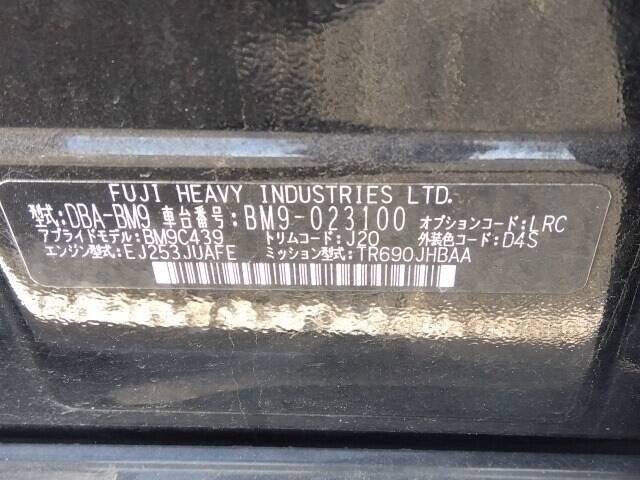 FUJI HEAVY INDUSTRIES LTD.
型式:DBA-BM9 車台番号:BM9-023100 オプションコード:LRC
アプライドモデル:BM9C439 トリムコード:J20 外装色コード:D4S
エンジン型式:EJ253JUAFE ミッション型式:TR690JHBAA